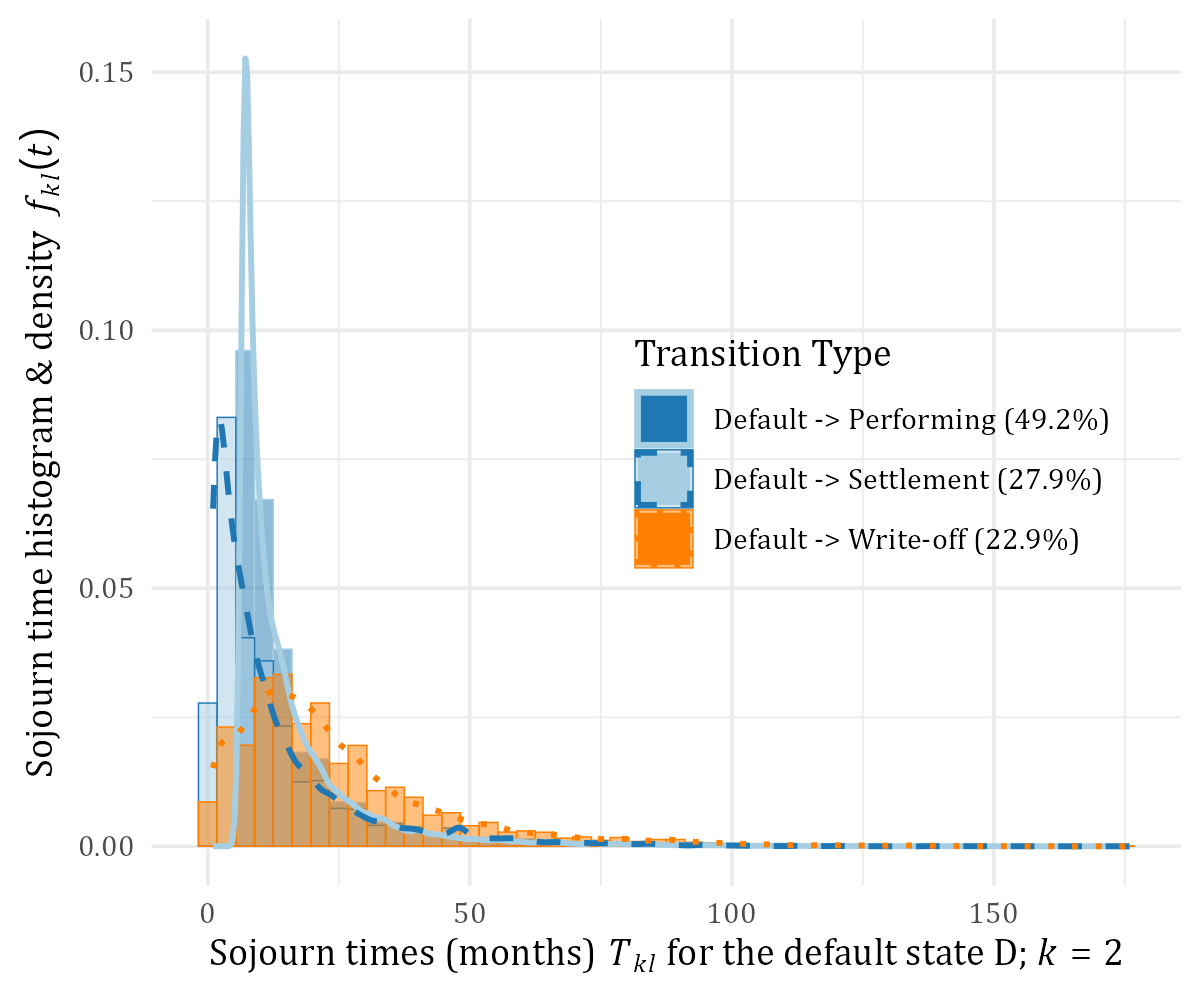 Sojourn time histogram & density f_kl(t)
0.15
0.10
0.05
0.00
Transition Type
Default -> Performing (49.2%)
Default -> Settlement (27.9%)
Default -> Write-off (22.9%)
0 50 100 150
Sojourn times (months) T_kl for the default state D; k = 2